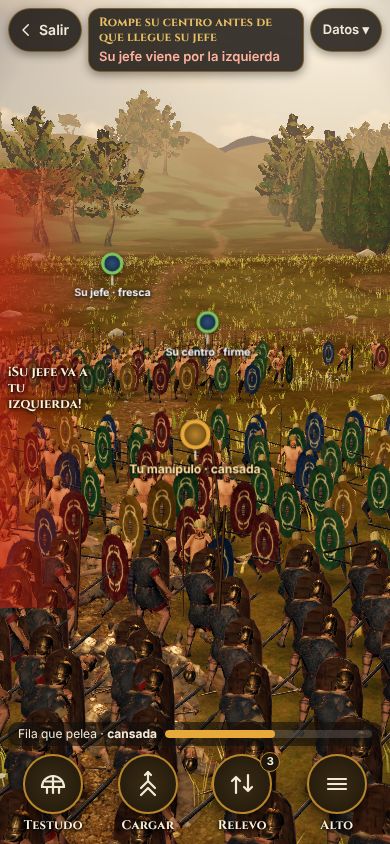 Salir
Rompe su centro antes de
que llegue su jefe
Su jefe viene por la izquierda
Datos ▾
Su jefe · fresca
Su centro · firme
¡Su jefe va a
tu
izquierda!
Tu manípulo · cansada
Fila que pelea · cansada
3
Testudo
Cargar
Relevo
Alto